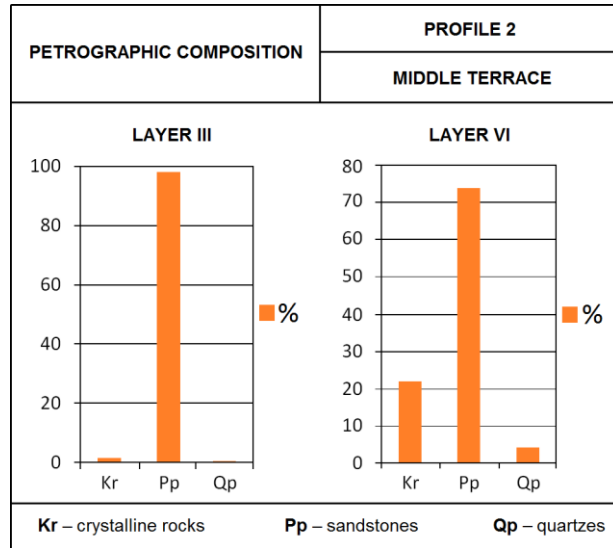 PETROGRAPHIC COMPOSITION
PROFILE 2
MIDDLE TERRACE
LAYER III
100
80
60
40
20
0
Kr Pp Qp
%
LAYER VI
80
70
60
50
40
30
20
10
0
Kr Pp Qp
%
Kr – crystalline rocks Pp – sandstones Qp – quartzes